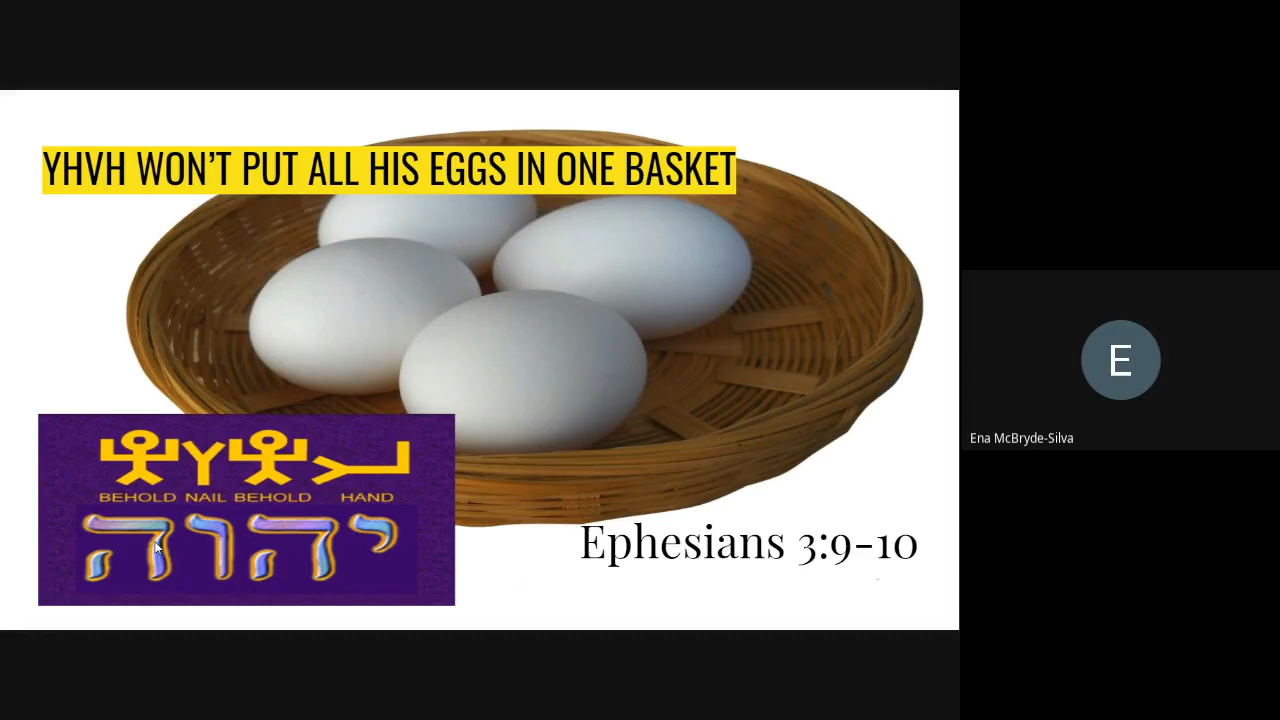 YHVH WON'T PUT ALL HIS EGGS IN ONE BASKET
BEHOLD NAIL BEHOLD HAND
יהוה
Ephesians 3:9-10
E
Ena McBryde-Silva